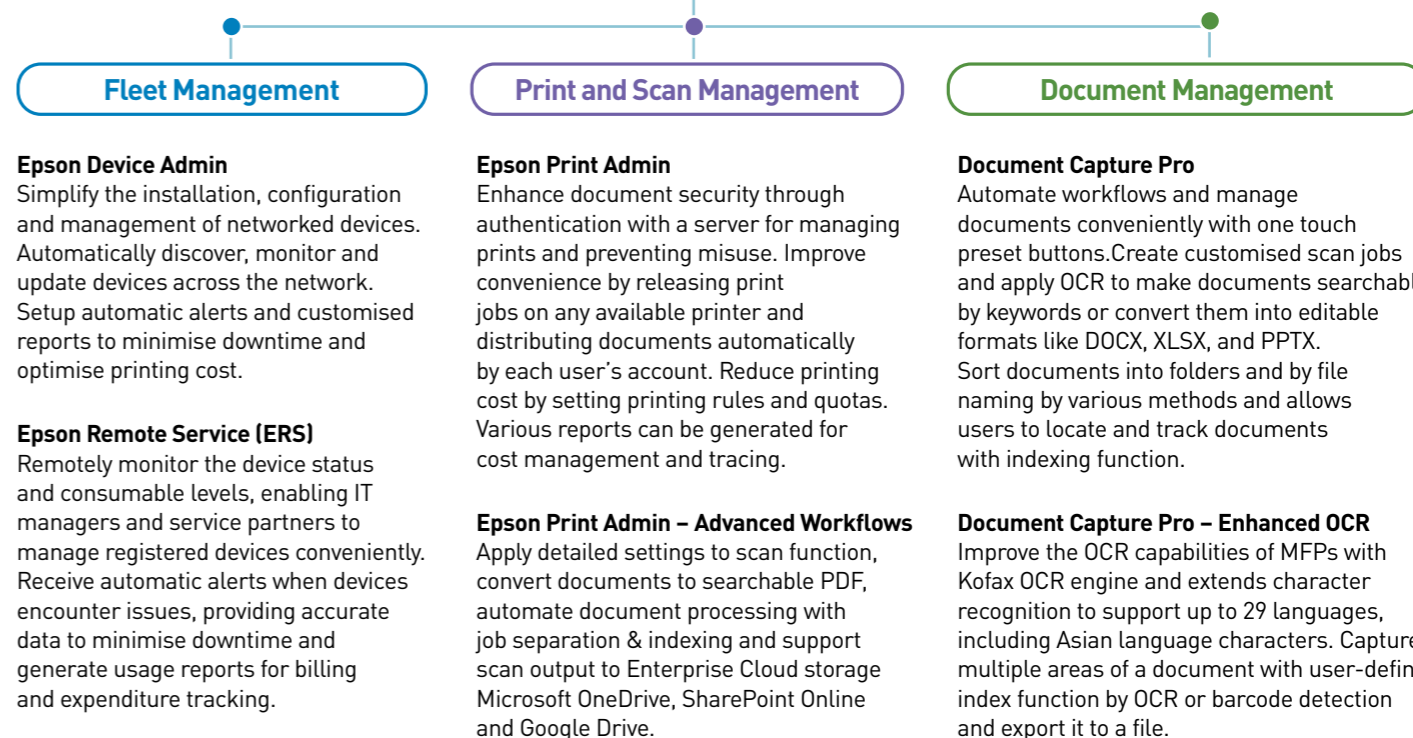 Fleet Management
Epson Device Admin
Simplify the installation, configuration
and management of networked devices.
Automatically discover, monitor and
update devices across the network.
Setup automatic alerts and customised
reports to minimise downtime and
optimise printing cost.
Epson Remote Service (ERS)
Remotely monitor the device status
and consumable levels, enabling IT
managers and service partners to
manage registered devices conveniently.
Receive automatic alerts when devices
encounter issues, providing accurate
data to minimise downtime and
generate usage reports for billing
and expenditure tracking.
Print and Scan Management
Epson Print Admin
Enhance document security through
authentication with a server for managing
prints and preventing misuse. Improve
convenience by releasing print
jobs on any available printer and
distributing documents automatically
by each user's account. Reduce printing
cost by setting printing rules and quotas.
Various reports can be generated for
cost management and tracing.
Epson Print Admin – Advanced Workflows
Apply detailed settings to scan function,
convert documents to searchable PDF,
automate document processing with
job separation & indexing and support
scan output to Enterprise Cloud storage
Microsoft OneDrive, SharePoint Online
and Google Drive.
Document Management
Document Capture Pro
Automate workflows and manage
documents conveniently with one touch
preset buttons.Create customised scan jobs
and apply OCR to make documents searchabl
by keywords or convert them into editable
formats like DOCX, XLSX, and PPTX.
Sort documents into folders and by file
naming by various methods and allows
users to locate and track documents
with indexing function.
Document Capture Pro – Enhanced OCR
Improve the OCR capabilities of MFPs with
Kofax OCR engine and extends character
recognition to support up to 29 languages,
including Asian language characters. Capture
multiple areas of a document with user-defin
index function by OCR or barcode detection
and export it to a file.